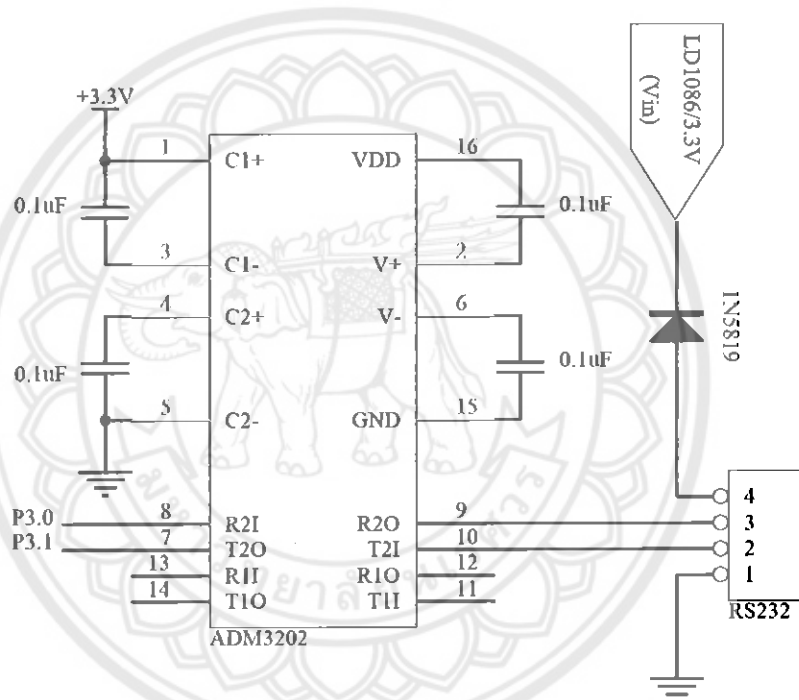 LD1086/3.3V
(Vin)
+3.3V
1 C1+ VDD 16
0.1uF 0.1uF
3 C1- V+ 2
4 C2+ V- 6
1N5819
0.1uF 0.1uF
5 C2- GND 15
4
P3.0 8 R2I R2O 9 3
P3.1 7 T2O T2I 10 2
13 R1I R1O 12 1
14 T1O T1I 11
RS232
ADM3202